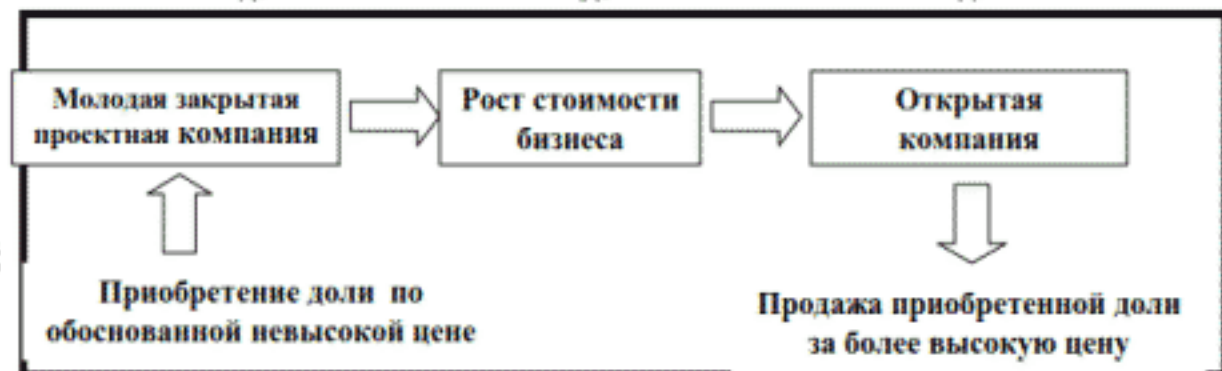 Молодая закрытая
проектная компания
Рост стоимости
бизнеса
Открытая
компания
Приобретение доли по
обоснованной невысокой цене
Продажа приобретенной доли
за более высокую цену